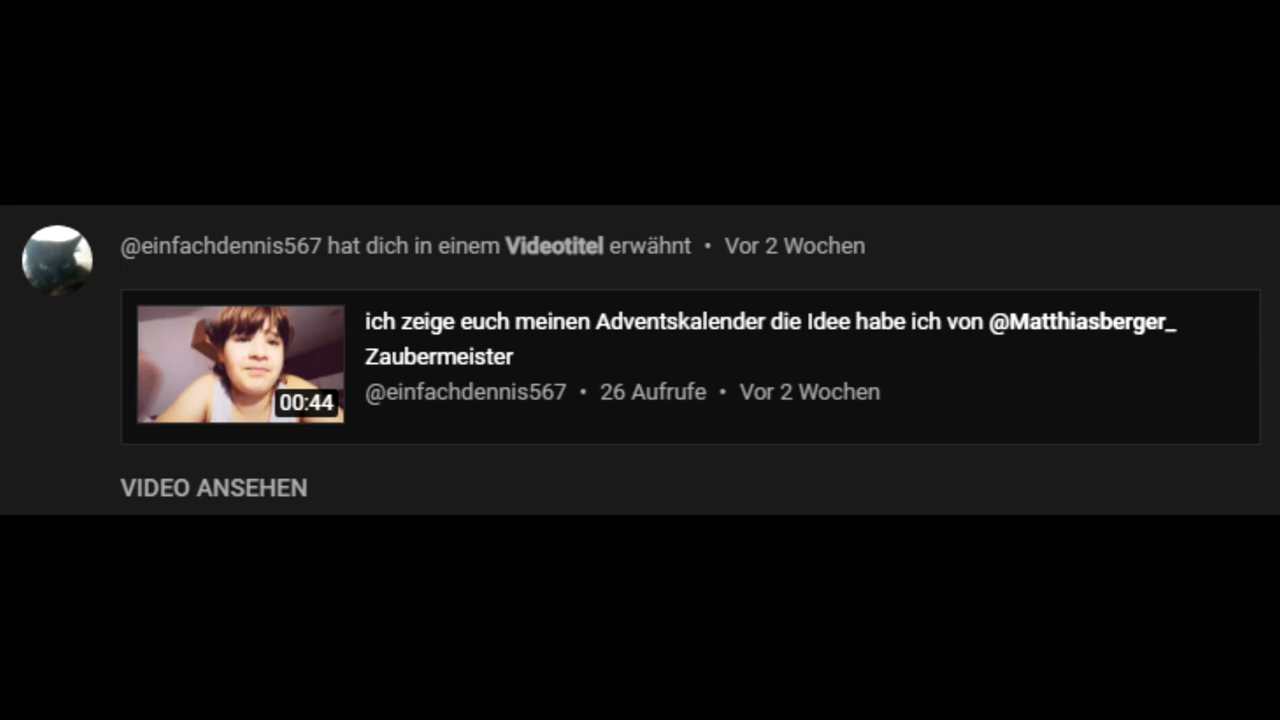 @einfachdennis567 hat dich in einem Videotitel erwähnt • Vor 2 Wochen
ich zeige euch meinen Adventskalender die Idee habe ich von @Matthiasberger_
Zaubermeister
@einfachdennis567 • 26 Aufrufe • Vor 2 Wochen
00:44
VIDEO ANSEHEN